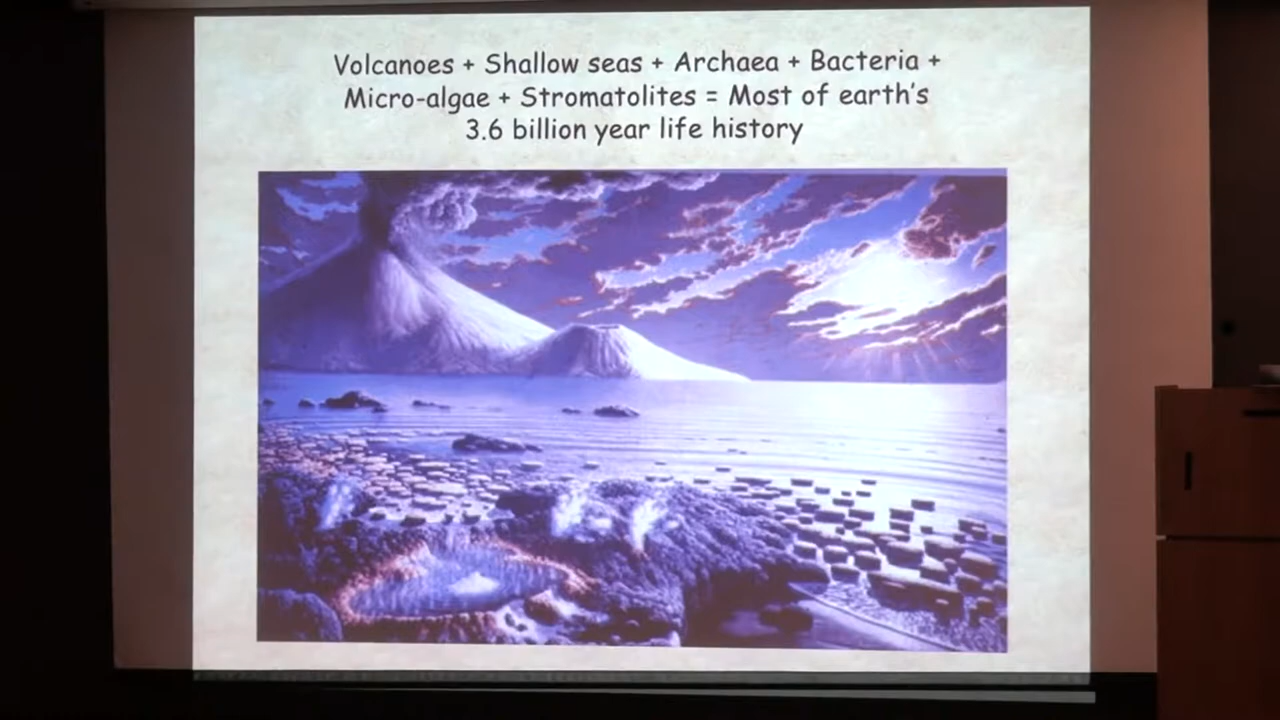 Volcanoes + Shallow seas + Archaea + Bacteria +
Micro-algae + Stromatolites = Most of earth's
3.6 billion year life history